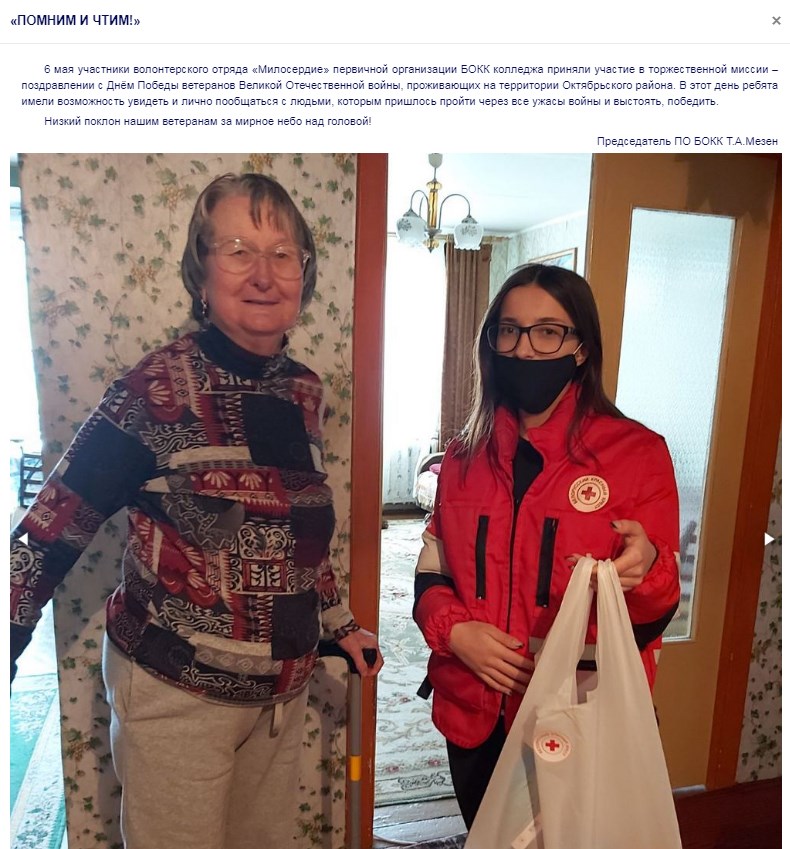 «ПОМНИМ И ЧТИМ!»
×
6 мая участники волонтерского отряда «Милосердие» первичной организации БОКК колледжа приняли участие в торжественной миссии –
поздравлении с Днём Победы ветеранов Великой Отечественной войны, проживающих на территории Октябрьского района. В этот день ребята
имели возможность увидеть и лично пообщаться с людьми, которым пришлось пройти через все ужасы войны и выстоять, победить.
Низкий поклон нашим ветеранам за мирное небо над головой!
Председатель ПО БОКК Т.А.Мезен